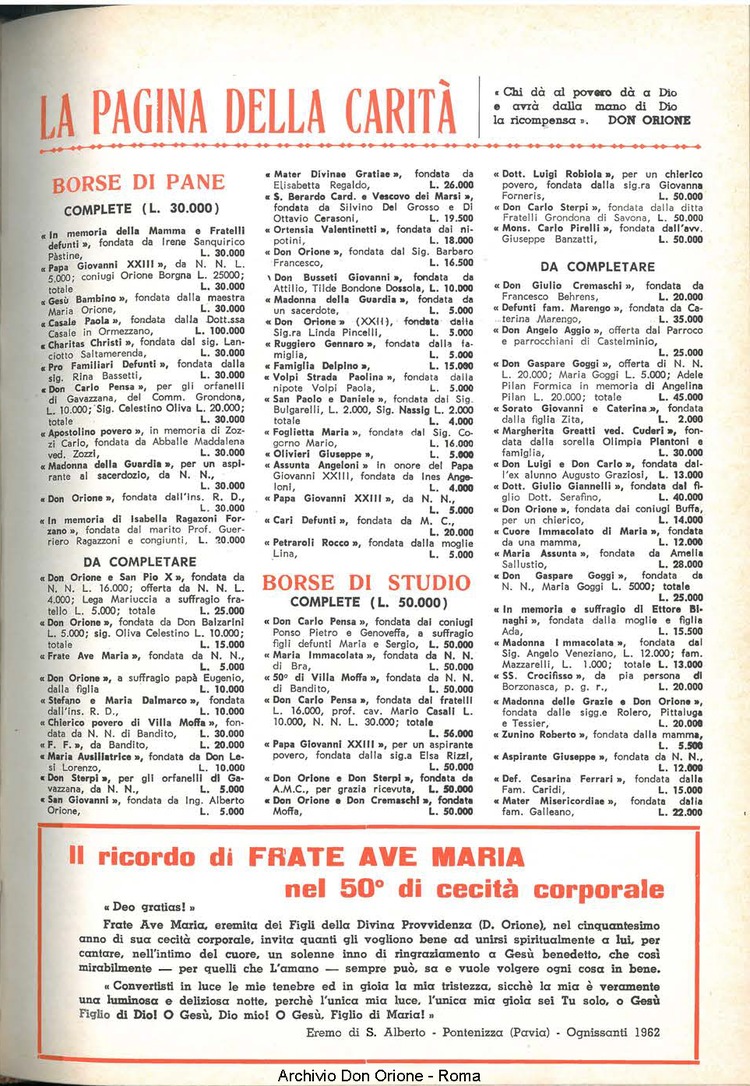 LA PAGINA DELLA CARITÀ
« Chi dà al povero dà a Dio
e avrà dalla mano di Dio
la ricompensa ». DON ORIONE
BORSE DI PANE
COMPLETE (L. 30.000)
« In memoria della Mamma e Fratelli
defunti », fondata da Irene Sanquirico
Pàstine, L. 30.000
« Papa Giovanni XXIII », da N. N. L.
5.000; coniugi Orione Borgna L. 25000;
totale L. 30.000
« Gesù Bambino », fondata dalla maestra
Maria Orione, L. 30.000
« Casale Paola », fondata dalla Dott.ssa
Casale in Ormezzano, L. 100.000
« Charitas Christi », fondata dal sig. Lan-
ciotto Saltamerenda, L. 30.000
« Pro Familiari Defunti », fondata dalla
sig. Rina Bassetti, L. 30.000
« Don Carlo Pensa », per gli orfanelli
di Gavazzana, del Comm. Grondona,
L. 10.000; Sig. Celestino Oliva L. 20.000;
totale L. 30.000
« Apostolino povero », in memoria di Zoz-
zi Carlo, fondata da Abballe Maddalena
ved. Zozzi, L. 30.000
« Madonna della Guardia », per un aspi-
rante al sacerdozio, da N. N.,
L. 30.000
« Don Orione », fondata dall'ins. R. D.,
L. 30.000
« In memoria di Isabella Ragazoni For-
zano », fondata dal marito Prof. Guer-
riero Ragazzoni e congiunti, L. 20.000
DA COMPLETARE
« Don Orione e San Pio X », fondata da
N. N. L. 16.000; offerta da N. N. L.
4.000; Lega Mariuccia a suffragio fra-
tello L. 5.000; totale L. 25.000
« Don Orione », fondata da Don Balzarini
L. 5.000; sig. Oliva Celestino L. 10.000;
totale L. 15.000
« Frate Ave Maria », fondata da N. N.,
L. 5.000
« Don Orione », a suffragio papà Eugenio,
dalla figlia L. 10.000
« Stefano e Maria Dalmarco », fondata
dall'ins. R. D., L. 10.000
« Chierico povero di Villa Moffa », fon-
data da N. N. di Bandito, L. 30.000
« F. F. », da Bandito, L. 20.000
« Maria Ausiliatrice », fondata da Don Le-
si Lorenzo, L. 10.000
« Don Sterpi », per gli orfanelli di Ga-
vazzana, da N. N., L. 5.000
« San Giovanni », fondata da Ing. Alberto
Orione, L. 5.000
« Mater Divinae Gratiae », fondata da
Elisabetta Regaldo, L. 26.000
« S. Berardo Card. e Vescovo dei Marsi »,
fondata da Silvino Del Grosso e Di
Ottavio Cerasoni, L. 19.500
« Ortensia Valentinetti », fondata dai ni-
potini, L. 18.000
« Don Orione », fondata dal Sig. Barbaro
Francesco, L. 16.500
Don Busseti Giovanni », fondata da
Attilio, Tilde Bondone Dossola, L. 10.000
« Madonna della Guardia », fondata da
un sacerdote, L. 5.000
« Don Orione » (XXII), fondata dalla
Sig.ra Linda Pincelli, L. 5.000
« Ruggiero Gennaro », fondata dalla fa-
miglia, L. 5.000
« Famiglia Delpino », L. 15.000
« Volpi Strada Paolina », fondata dalla
nipote Volpi Paola, L. 5.000
« San Paolo e Daniele », fondata dal Sig.
Bulgarelli, L. 2.000, Sig. Nassig L. 2.000
totale L. 4.000
« Foglietta Maria », fondata dal Sig. Co-
gorno Mario, L. 16.000
« Olivieri Giuseppe », L. 5.000
« Assunta Angeloni » in onore del Papa
Giovanni XXIII, fondata da Ines Ange-
loni, L. 4.000
« Papa Giovanni XXIII », da N. N.,
L. 5.000
« Cari Defunti », fondata da M. C.,
L. 20.000
« Petraroli Rocco », fondata dalla moglie
Lina, L. 5.000
BORSE DI STUDIO
COMPLETE (L. 50.000)
« Don Carlo Pensa », fondata dai coniugi
Ponso Pietro e Genoveffa, a suffragio
figli defunti Maria e Sergio, L. 50.000
« Maria Immacolata », fondata da N. N.
di Bra, L. 50.000
« 50° di Villa Moffa », fondata da N. N.
di Bandito, L. 50.000
« Don Carlo Pensa », fondata dai fratelli
L. 16.000, prof. cav. Mario Casali L.
10.000, N. N. L. 30.000; totale
L. 56.000
« Papa Giovanni XXIII », per un aspirante
povero, fondata dalla sig.a Elsa Rizzi,
L. 50.000
« Don Orione e Don Sterpi », fondata da
A.M.C., per grazia ricevuta, L. 50.000
« Don Orione e Don Cremaschi », fondata
Moffa, L. 50.000
« Dott. Luigi Robiola », per un chierico
povero, fondata dalla sig.ra Giovanna
Forneris, L. 50.000
« Don Carlo Sterpi », fondata dalla ditta
Fratelli Grondona di Savona, L. 50.000
« Mons. Carlo Pirelli », fondata dall'avv.
Giuseppe Banzatti, L. 50.000
DA COMPLETARE
« Don Giulio Cremaschi », fondata da
Francesco Behrens, L. 20.000
« Defunti fam. Marengo », fondata da Ca-
terina Marengo, L. 35.000
« Don Angelo Aggio », offerta dal Parroco
e parrocchiani di Castelminio,
L. 25.000
« Don Gaspare Goggi », offerta di N. N.
L. 20.000; Maria Goggi L. 5.000; Adele
Pilan Formica in memoria di Angelina
Pilan L. 20.000; totale L. 45.000
« Sorato Giovanni e Caterina », fondata
dalla figlia Zita, L. 2.000
« Margherita Greatti ved. Cuderi », fon-
data dalla sorella Olimpia Plantoni e
famiglia, L. 30.000
« Don Luigi e Don Carlo », fondata dal-
l'ex alunno Augusto Graziosi, L. 13.000
« Dott. Giulio Giannelli », fondata dal fi-
glio Dott. Serafino, L. 40.000
« Don Orione », fondata dai coniugi Buffa,
per un chierico, L. 14.000
« Cuore Immacolato di Maria », fondata
da una mamma, L. 12.000
« Maria Assunta », fondata da Amelia
Sallustio, L. 28.000
« Don Gaspare Goggi », fondata da
N. N., Maria Goggi L. 5000; totale
L. 25.000
« In memoria e suffragio di Ettore Bi-
naghi », fondata dalla moglie e figlia
Ada, L. 15.500
« Madonna Immacolata », fondata dal
Sig. Angelo Veneziano, L. 12.000; fam.
Mazzarelli, L. 1.000; totale L. 13.000
« SS. Crocifisso », da pia persona di
Borzonasca, p. g. r., L. 20.000
« Madonna delle Grazie e Don Orione »,
fondata dalle sigg.e Rolero, Pittaluga
e Tessier, L. 20.000
« Zunino Roberto », fondata dalla mamma,
L. 5.500
« Aspirante Giuseppe », fondata da N. N.,
L. 12.000
« Def. Cesarina Ferrari », fondata dalla
Fam. Caridi, L. 15.000
« Mater Misericordiae », fondata dalla
fam. Galleano, L. 22.000
Il ricordo di FRATE AVE MARIA
nel 50° di cecità corporale
« Deo gratias! »
Frate Ave Maria, eremita dei Figli della Divina Provvidenza (D. Orione), nel cinquantesimo
anno di sua cecità corporale, invita quanti gli vogliono bene ad unirsi spiritualmente a lui, per
cantare, nell'intimo del cuore, un solenne inno di ringraziamento a Gesù benedetto, che così
mirabilmente — per quelli che L'amano — sempre può, sa e vuole volgere ogni cosa in bene.
« Convertisti in luce le mie tenebre ed in gioia la mia tristezza, sicchè la mia è veramente
una luminosa e deliziosa notte, perchè l'unica mia luce, l'unica mia gioia sei Tu solo, o Gesù
Figlio di Dio! O Gesù, Dio mio! O Gesù, Figlio di Maria! »
Eremo di S. Alberto - Pontenizza (Pavia) - Ognissanti 1962
Archivio Don Orione - Roma